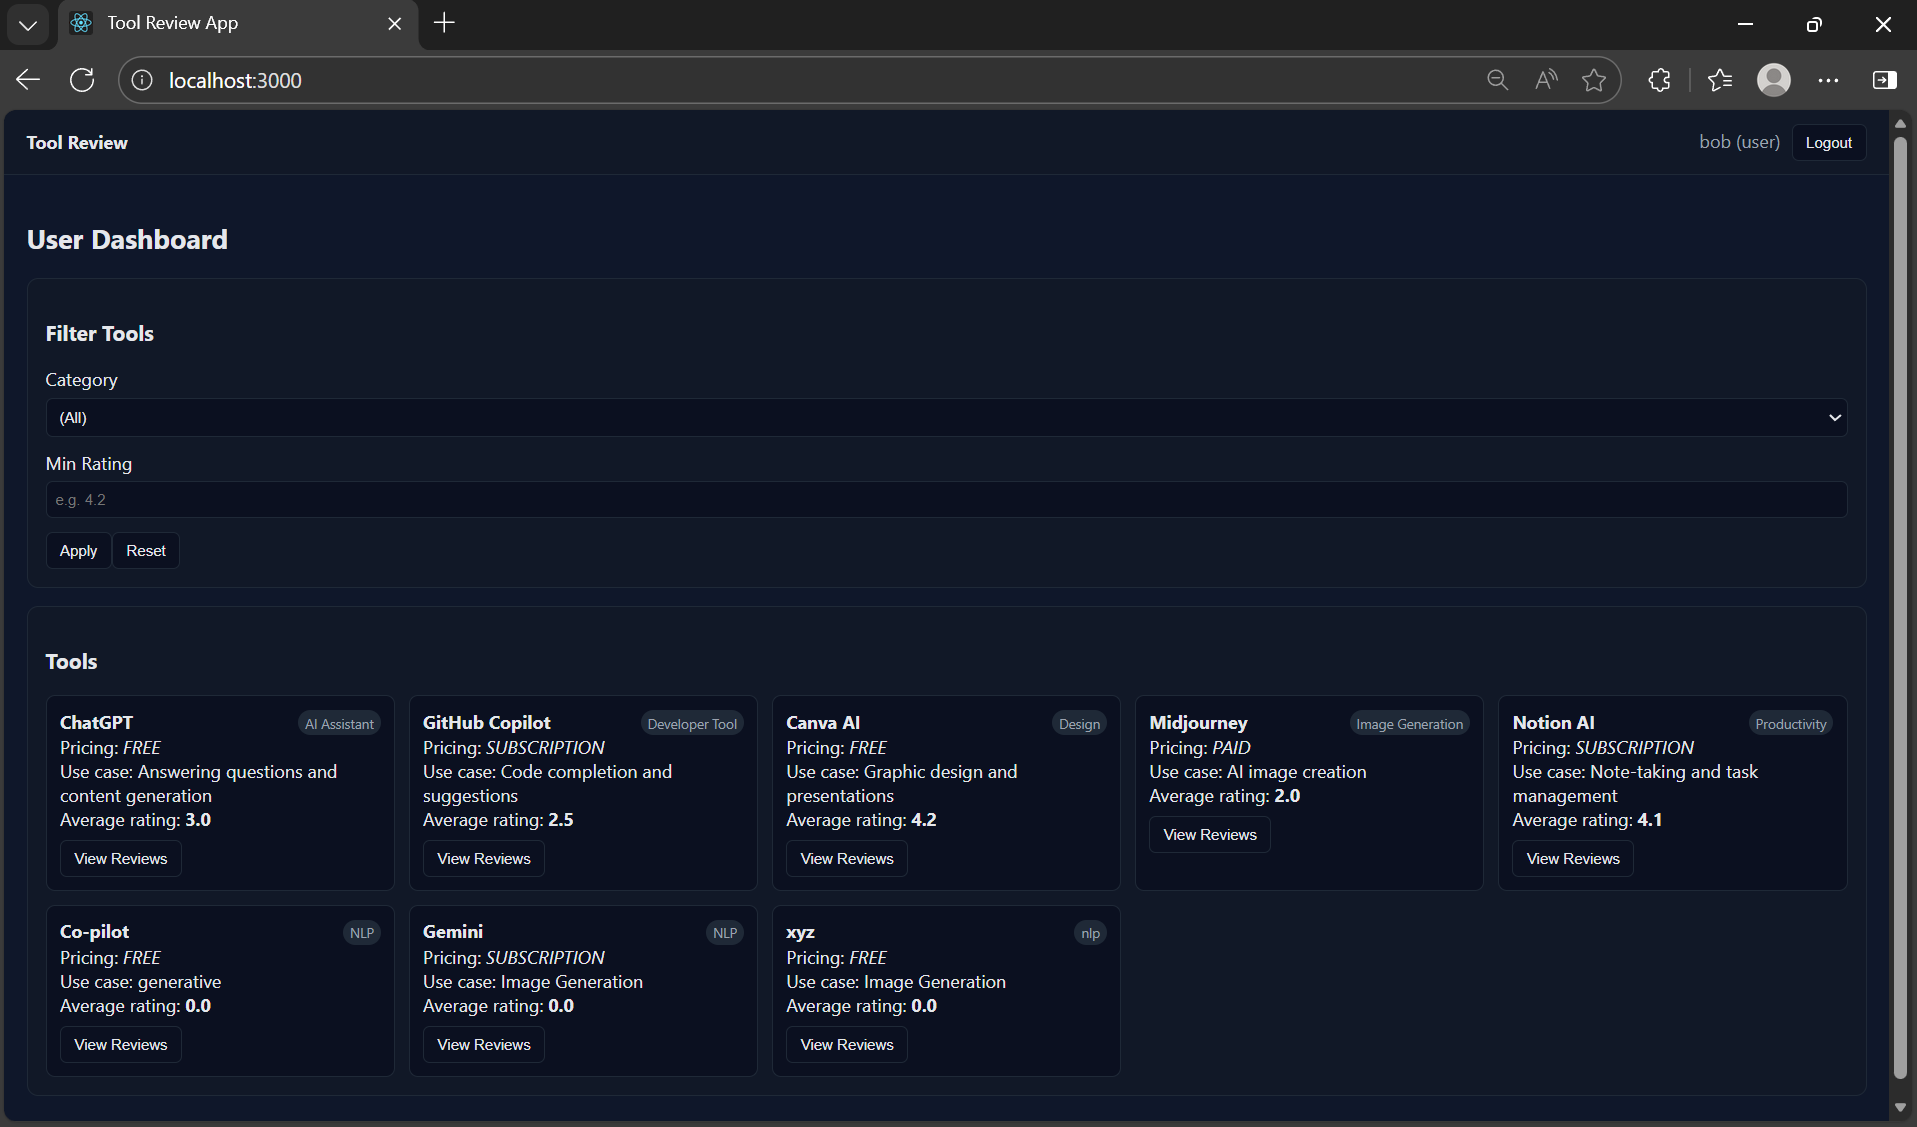 Tool Review App
localhost:3000
Tool Review
bob (user)
Logout
User Dashboard
Filter Tools
Category
(All)
Min Rating
e.g. 4.2
Apply
Reset
Tools
ChatGPT
AI Assistant
Pricing: FREE
Use case: Answering questions and
content generation
Average rating: 3.0
View Reviews
GitHub Copilot
Developer Tool
Pricing: SUBSCRIPTION
Use case: Code completion and
suggestions
Average rating: 2.5
View Reviews
Canva AI
Design
Pricing: FREE
Use case: Graphic design and
presentations
Average rating: 4.2
View Reviews
Midjourney
Image Generation
Pricing: PAID
Use case: AI image creation
Average rating: 2.0
View Reviews
Notion AI
Productivity
Pricing: SUBSCRIPTION
Use case: Note-taking and task
management
Average rating: 4.1
View Reviews
Co-pilot
NLP
Pricing: FREE
Use case: generative
Average rating: 0.0
View Reviews
Gemini
NLP
Pricing: SUBSCRIPTION
Use case: Image Generation
Average rating: 0.0
View Reviews
xyz
nlp
Pricing: FREE
Use case: Image Generation
Average rating: 0.0
View Reviews